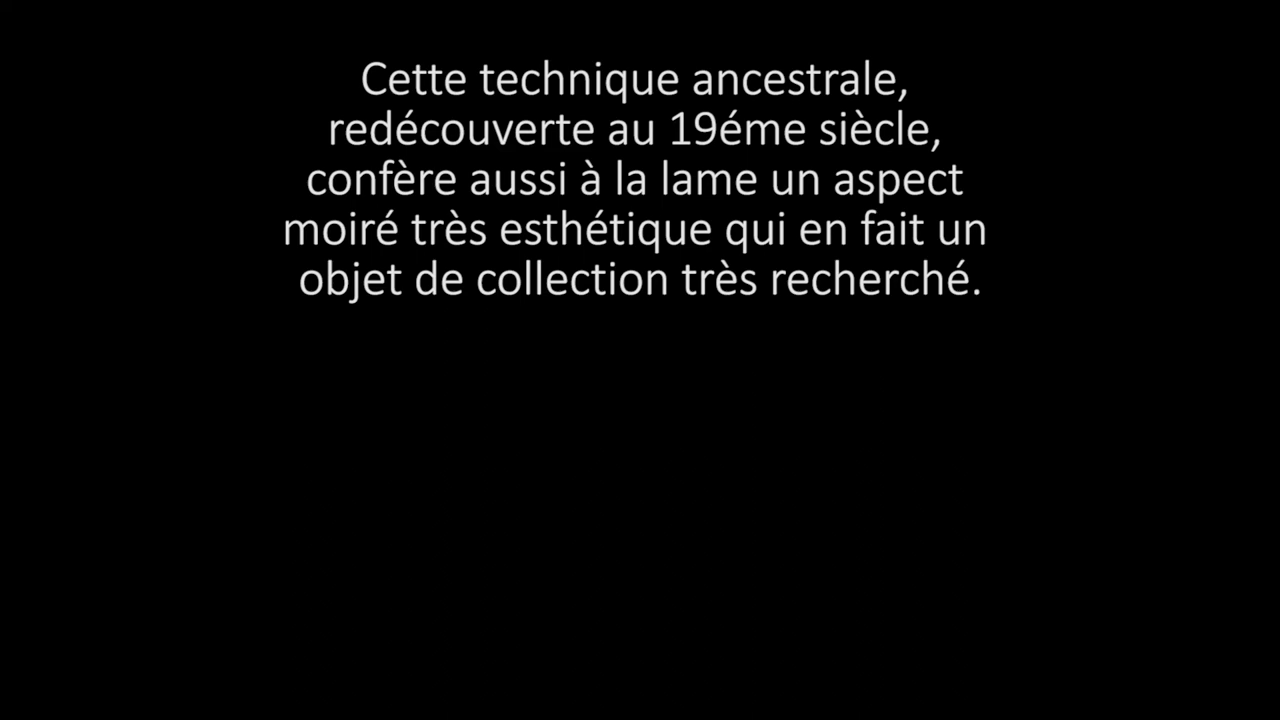 Cette technique ancestrale,
redécouverte au 19éme siècle,
confère aussi à la lame un aspect
moiré très esthétique qui en fait un
objet de collection très recherché.